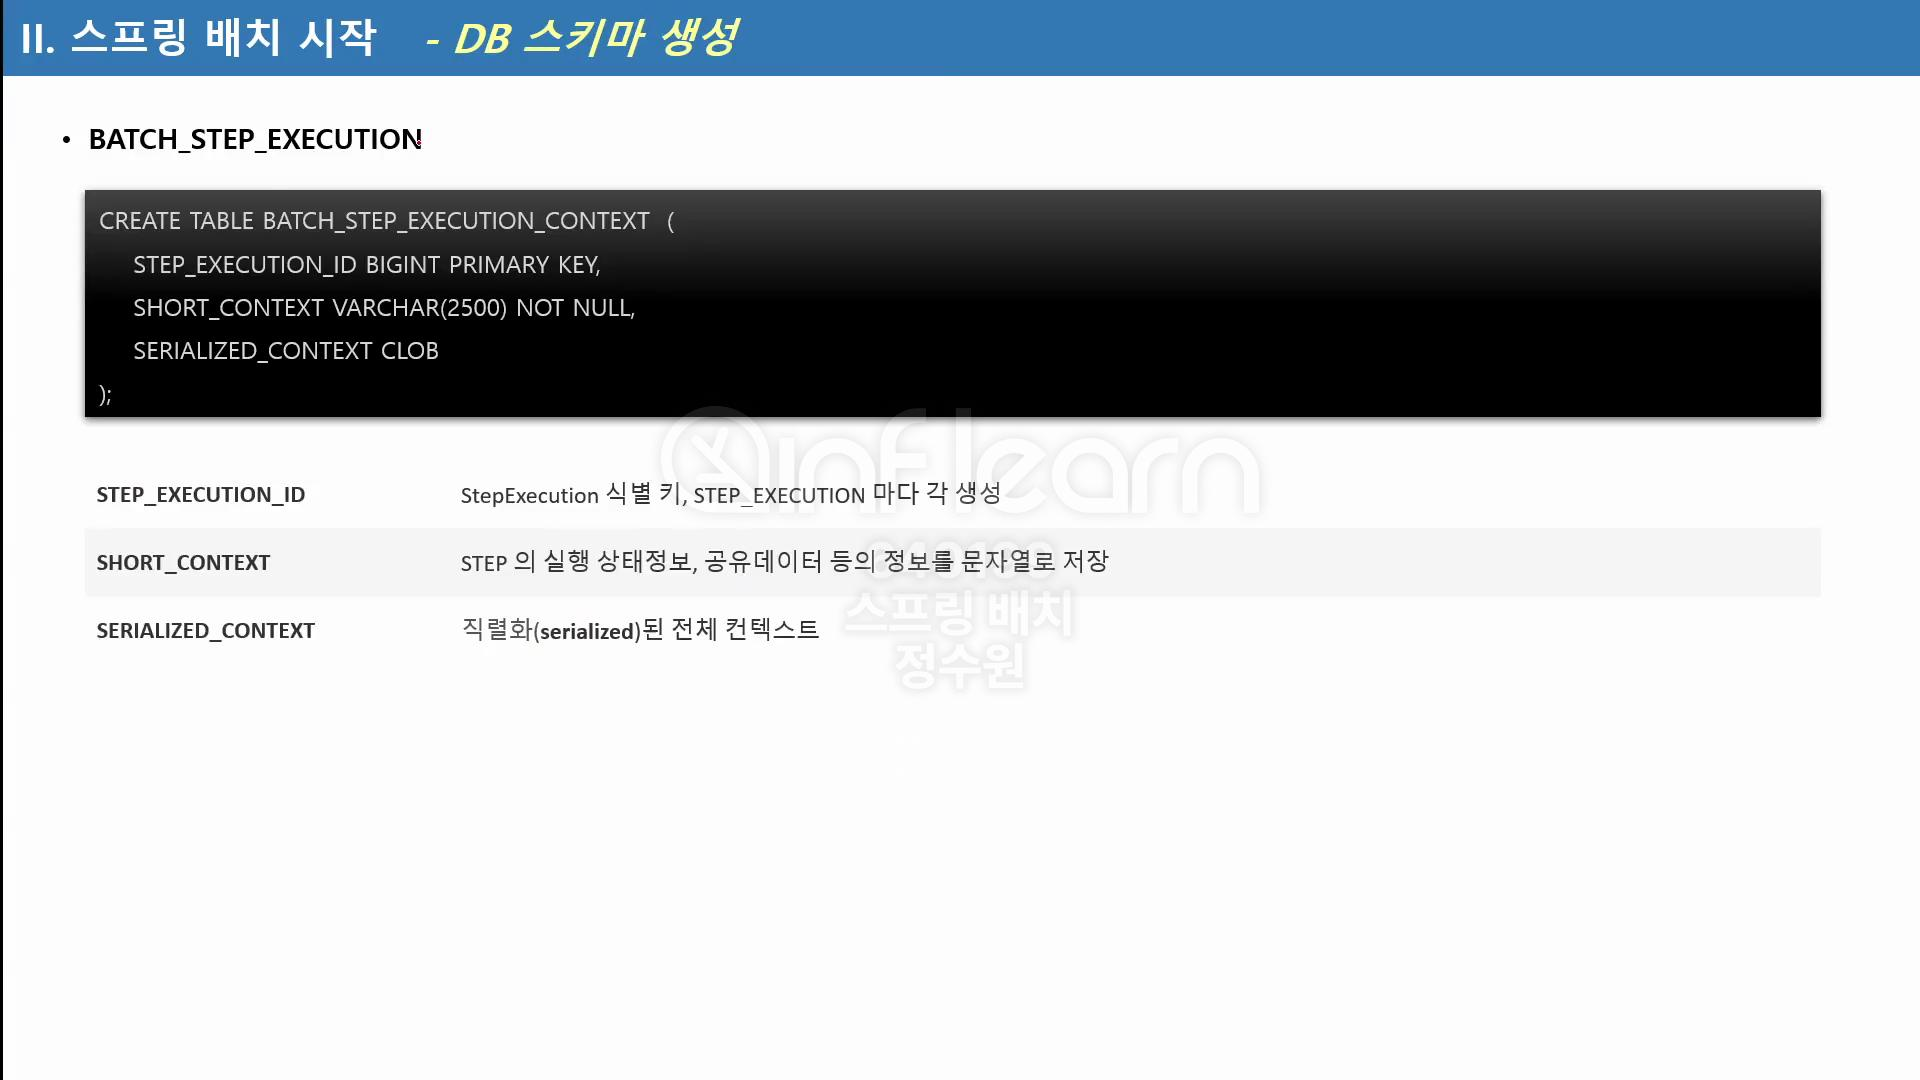 II. 스프링 배치 시작 - DB 스키마 생성
• BATCH_STEP_EXECUTION
CREATE TABLE BATCH_STEP_EXECUTION_CONTEXT (
STEP_EXECUTION_ID BIGINT PRIMARY KEY,
SHORT_CONTEXT VARCHAR(2500) NOT NULL,
SERIALIZED_CONTEXT CLOB
);
inflearn
STEP_EXECUTION_ID StepExecution 식별 키, STEP_EXECUTION 마다 각 생성
SHORT_CONTEXT STEP 의 실행 상태정보, 공유데이터 등의 정보를 문자열로 저장
스프링 배치
SERIALIZED_CONTEXT 직렬화(serialized)된 전체 컨텍스트
정수원